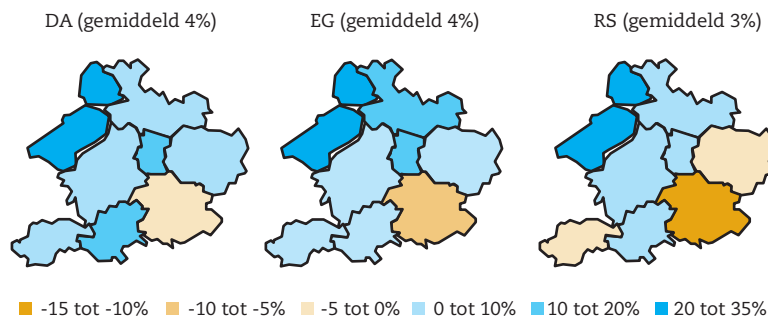 DA (gemiddeld 4%) EG (gemiddeld 4%) RS (gemiddeld 3%)
-15 tot -10% -10 tot -5% -5 tot 0% 0 tot 10% 10 tot 20% 20 tot 35%